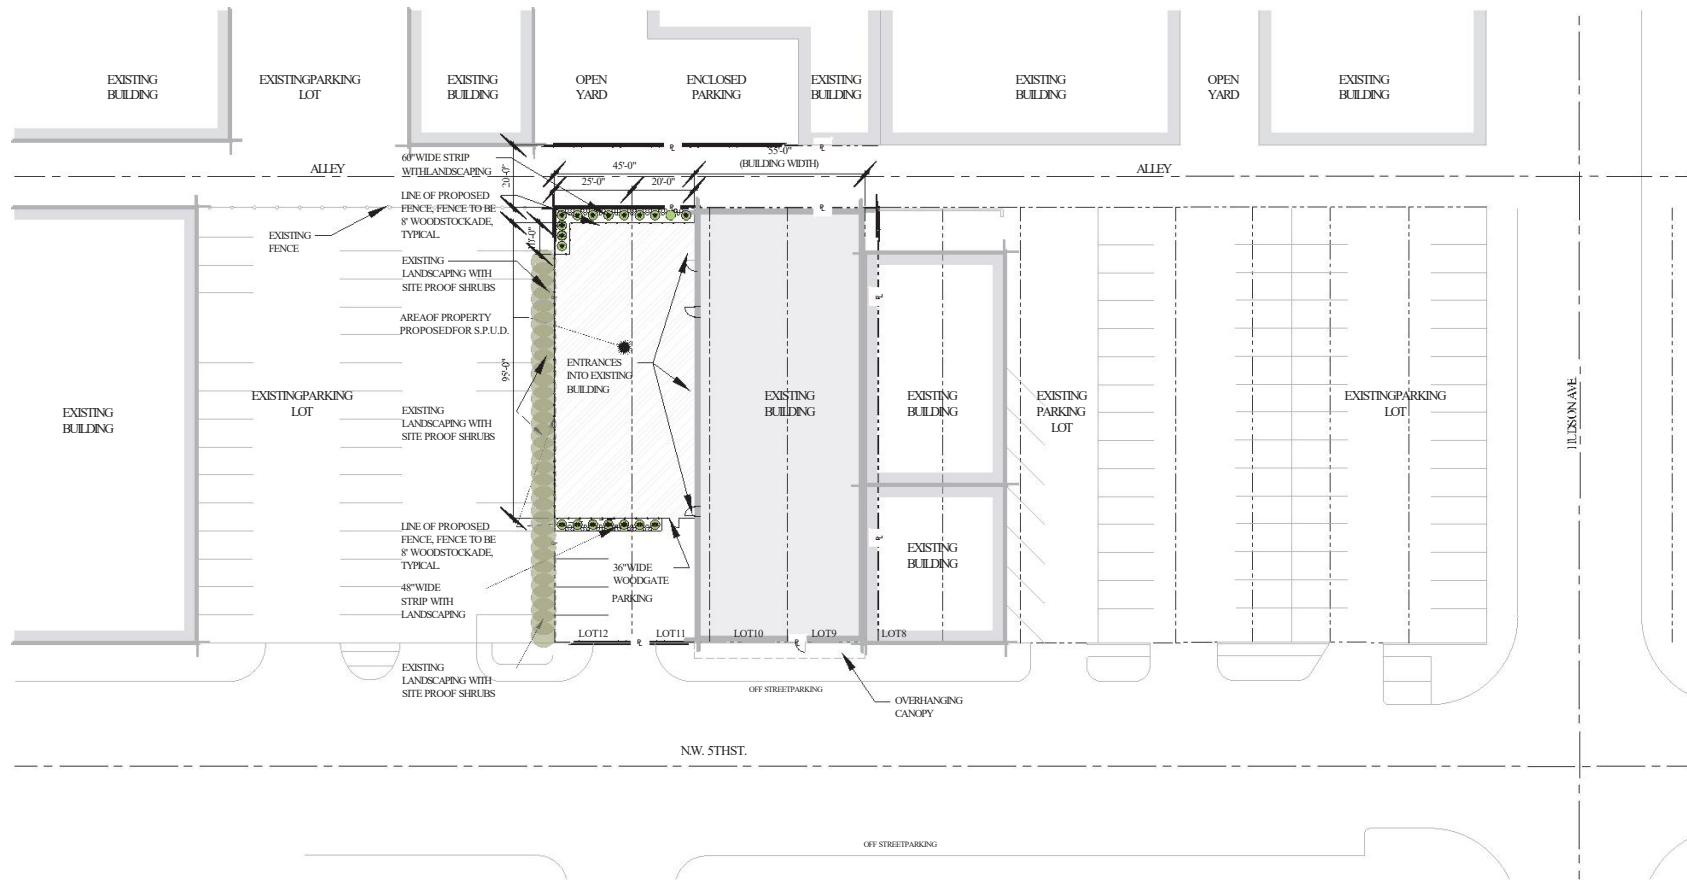 EXISTING
BUILDING
EXISTINGPARKING
LOT
EXISTING
BUILDING
OPEN
YARD
ENCLOSED
PARKING
EXISTING
BUILDING
EXISTING
BUILDING
OPEN
YARD
EXISTING
BUILDING
ALLEY
60"WIDE STRIP
WITHLANDSCAPING
20'-0"
45'-0"
55'-0"
(BUILDING WIDTH)
ALLEY
25'-0"
20'-0"
LINE OF PROPOSED
FENCE, FENCE TO BE
8' WOODSTOCKADE,
TYPICAL.
EXISTING
FENCE
EXISTING
LANDSCAPING WITH
SITE PROOF SHRUBS
AREAOF PROPERTY
PROPOSEDFOR S.P.U.D.
95'-0"
ENTRANCES
INTO EXISTING
BUILDING
EXISTING
BUILDING
EXISTINGPARKING
LOT
EXISTING
LANDSCAPING WITH
SITE PROOF SHRUBS
EXISTING
BUILDING
EXISTING
BUILDING
EXISTING
PARKING
LOT
EXISTINGPARKING
LOT
HUDSON AVE
LINE OF PROPOSED
FENCE, FENCE TO BE
8' WOODSTOCKADE,
TYPICAL.
EXISTING
BUILDING
36"WIDE
WOODGATE
PARKING
48"WIDE
STRIP WITH
LANDSCAPING
LOT12
LOT11
LOT10
LOT9
LOT8
EXISTING
LANDSCAPING WITH
SITE PROOF SHRUBS
OFF STREETPARKING
OVERHANGING
CANOPY
N.W. 5THST.
OFF STREETPARKING